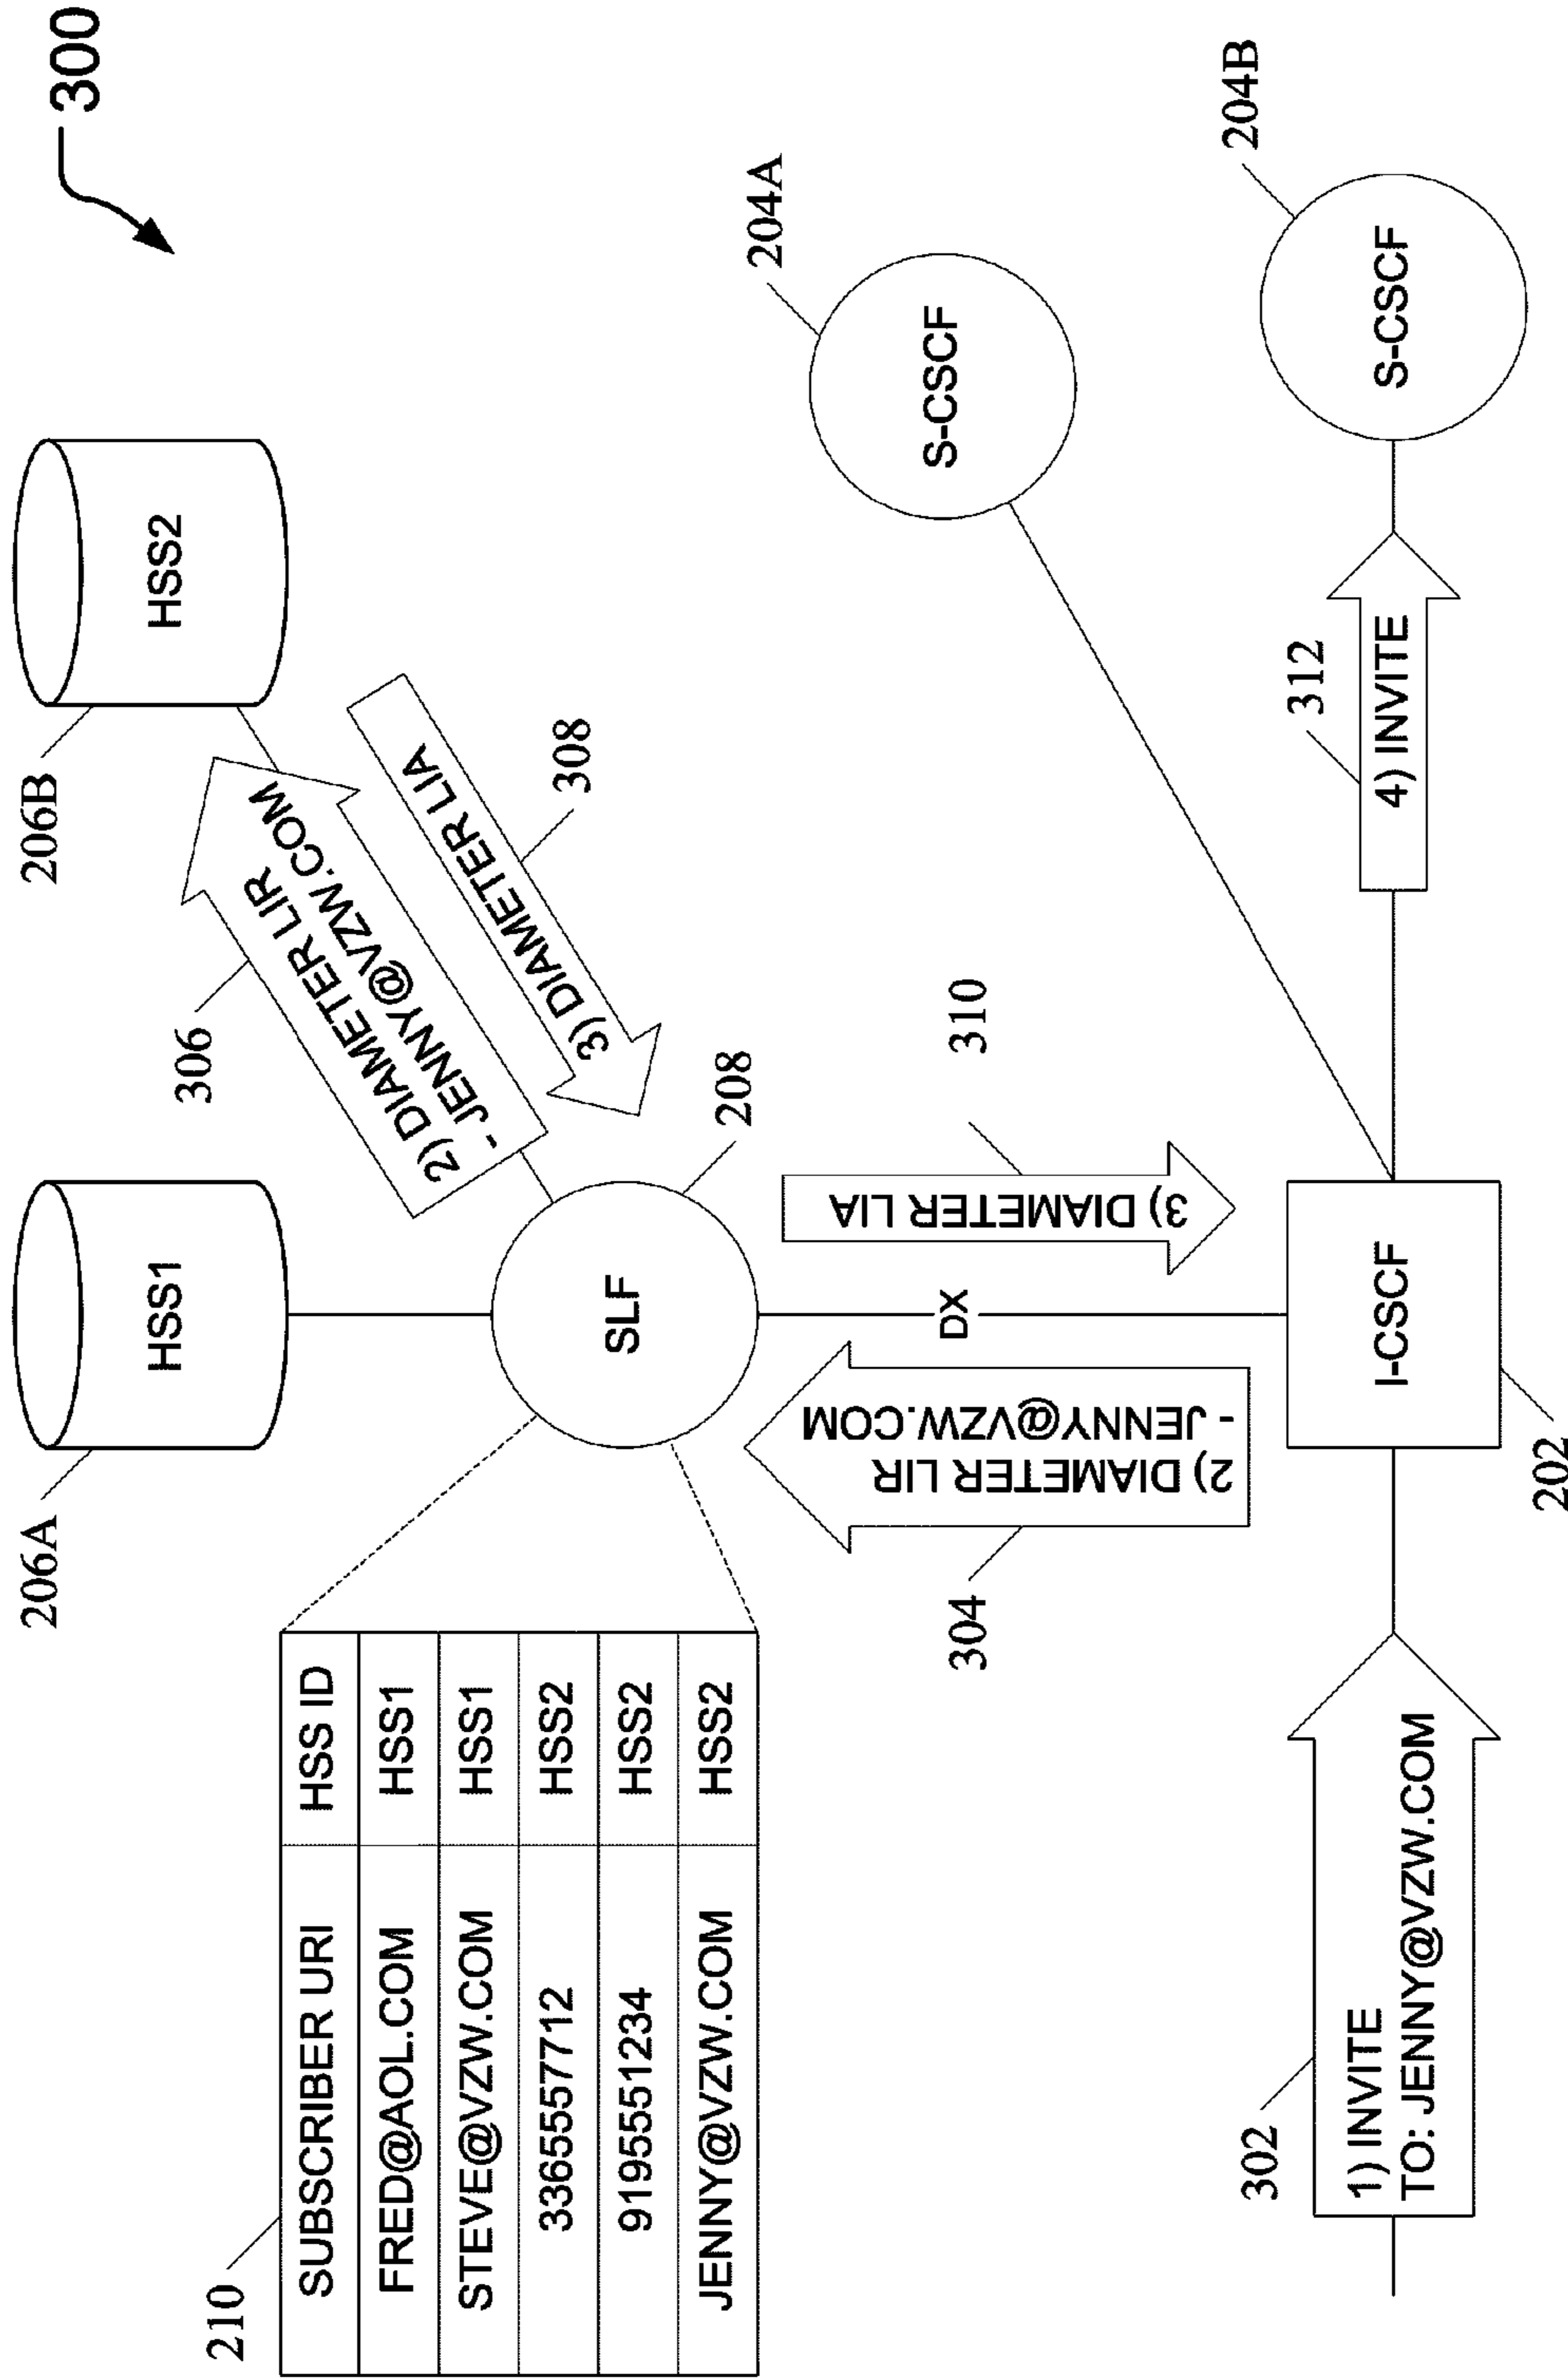 300
206A
206B
HSS1
HSS2
210
SUBSCRIBER URI HSS ID
FRED@AOL.COM HSS1
STEVE@VZW.COM HSS1
3365557712 HSS2
9195551234 HSS2
JENNY@VZW.COM HSS2
SLF
208
306
2) DIAMETER LIR
- JENNY@VZW.COM
3) DIAMETER LIA
308
304
2) DIAMETER LIR
- JENNY@VZW.COM
DX
3) DIAMETER LIA
310
204A
S-CSCF
302
1) INVITE
TO: JENNY@VZW.COM
I-CSCF
202
312
4) INVITE
S-CSCF
204B